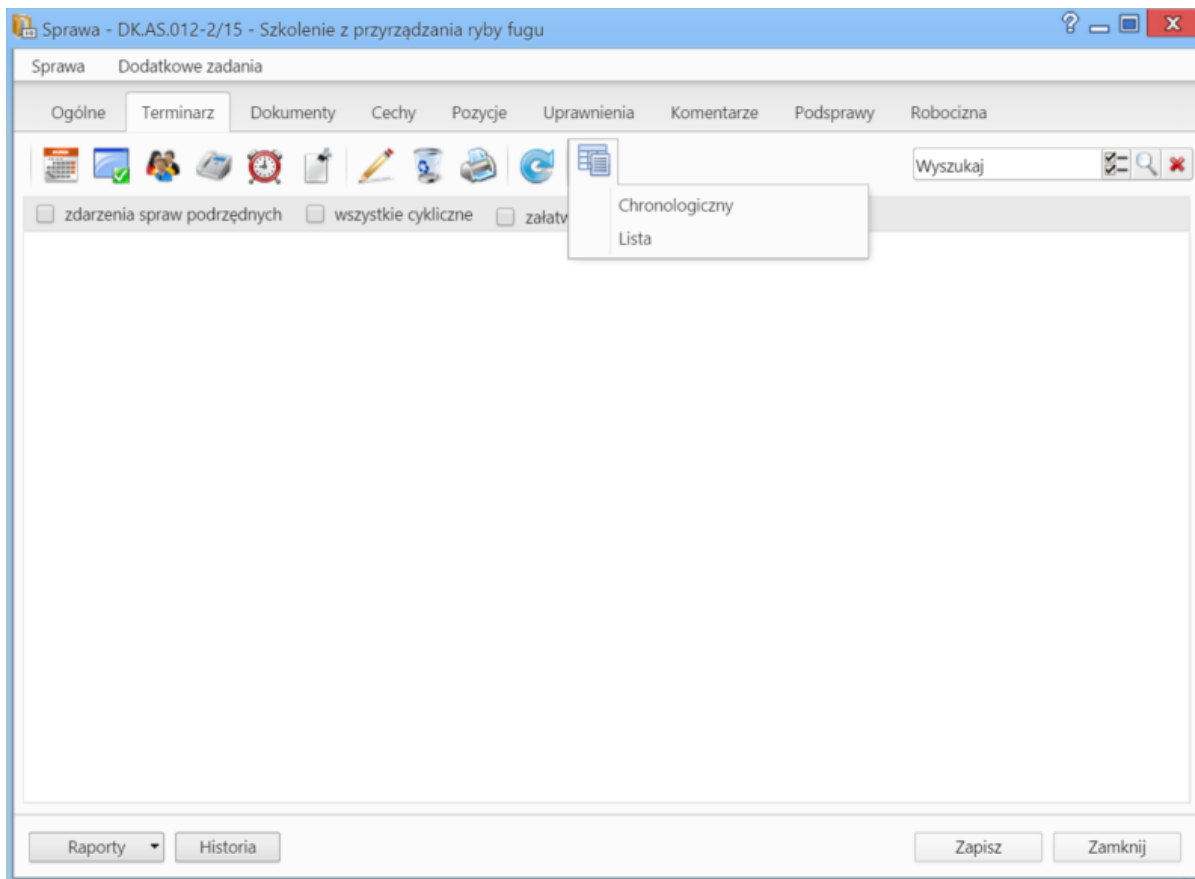 Sprawa - DK.AS.012-2/15 - Szkolenie z przyrządzania ryby fugu
Sprawa Dodatkowe zadania
Ogólne Terminarz Dokumenty Cechy Pozycje Uprawnienia Komentarze Podsprawy Robocizna
Wyszukaj
Chronologiczny
zdarzenia spraw podrzędnych wszystkie cykliczne załatw
Lista
Raporty Historia Zapisz Zamknij